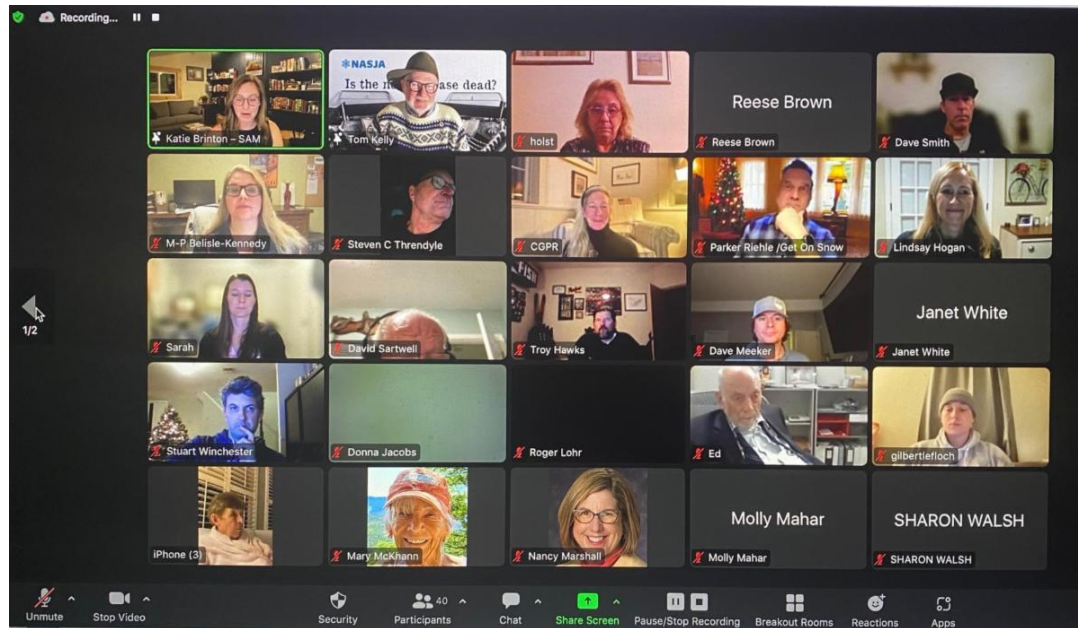 Recording...
Katie Brinton – SAM
NASJA
Is the n ase dead?
Tom Kelly
holst
Reese Brown
Reese Brown
Dave Smith
M-P Belisle-Kennedy
Steven C Threndyle
CGPR
Parker Riehle /Get On Snow
Lindsay Hogan
1/2
Sarah
David Sartwell
FISH
Troy Hawks
Dave Meeker
Janet White
Janet White
Stuart Winchester
Donna Jacobs
Roger Lohr
Ed
gilbertlefloch
iPhone (3)
Mary McKhann
Nancy Marshall
Molly Mahar
Molly Mahar
SHARON WALSH
SHARON WALSH
Unmute
Stop Video
Security
40
Participants
Chat
Share Screen
Pause/Stop Recording
Breakout Rooms
Reactions
Apps